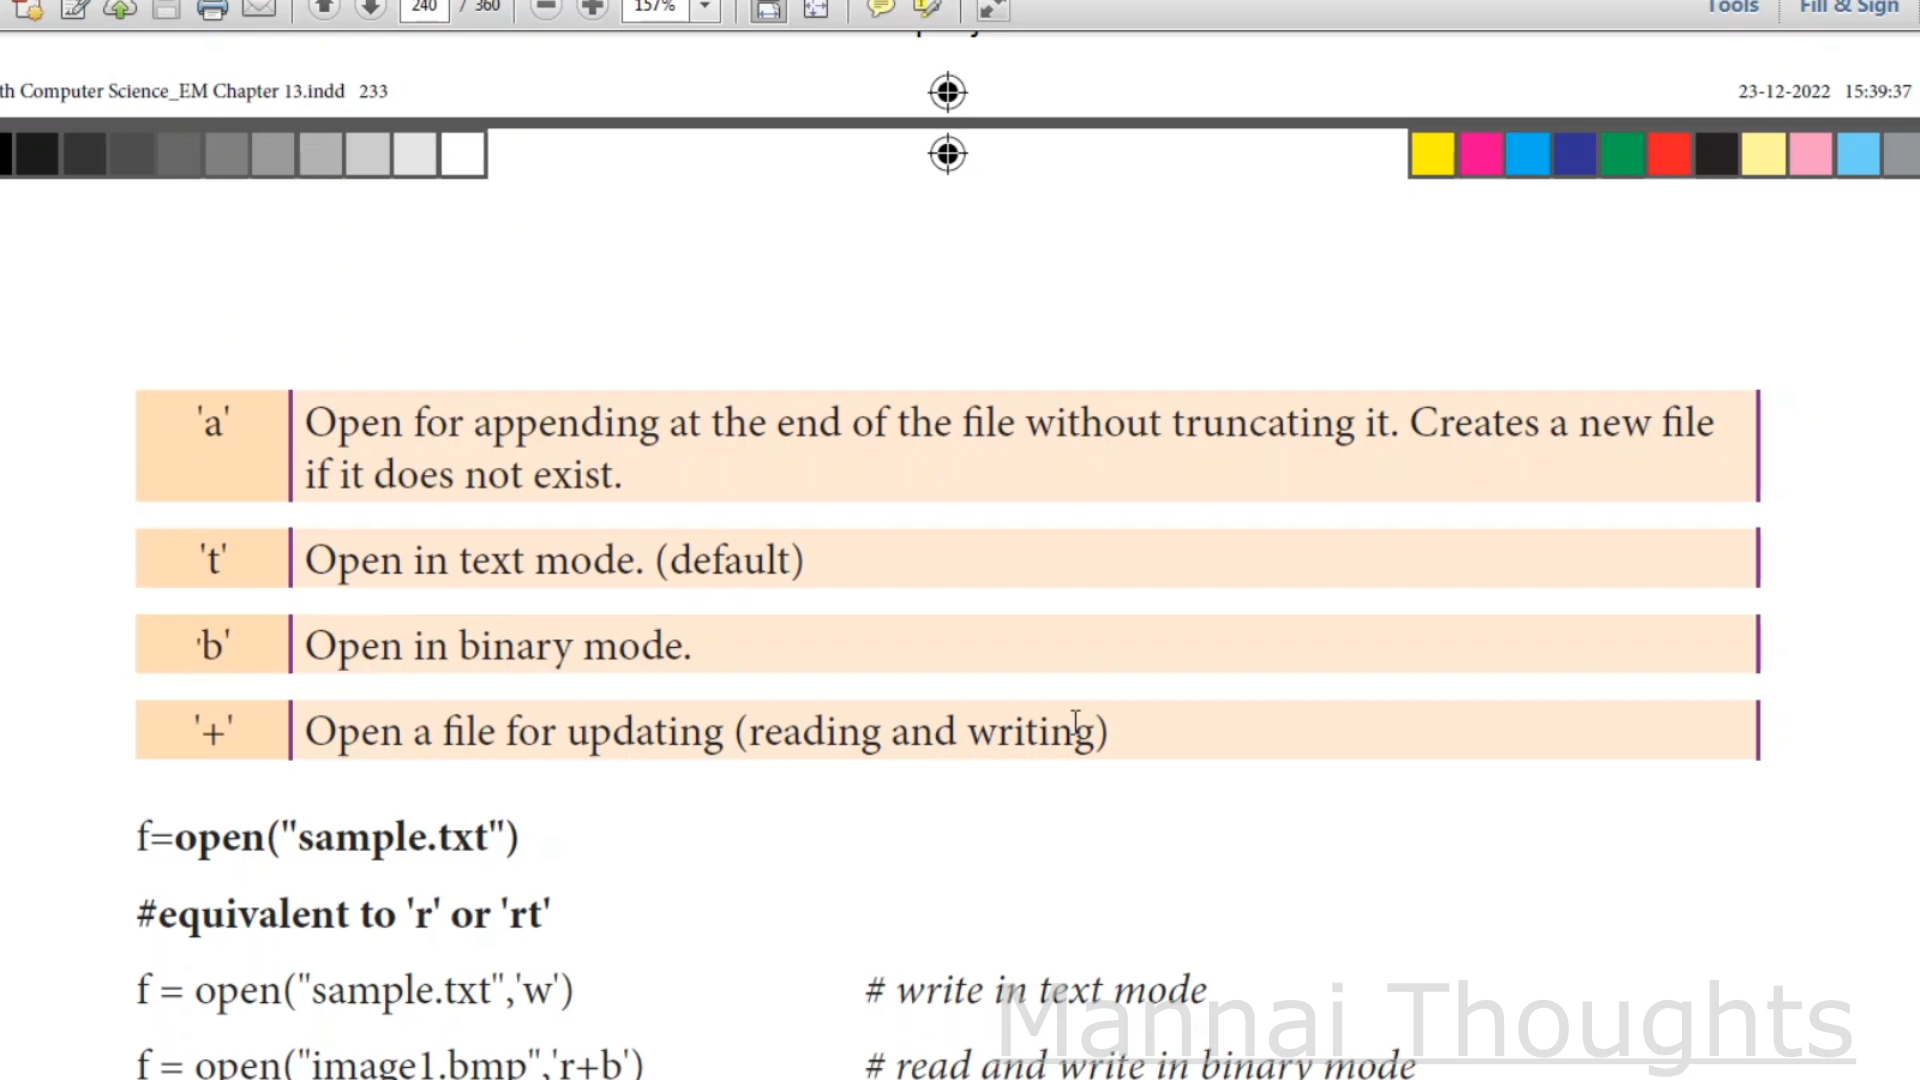 240 / 360 157% Tools Fill & Sign
th Computer Science_EM Chapter 13.indd 233 23-12-2022 15:39:37
'a' Open for appending at the end of the file without truncating it. Creates a new file
if it does not exist.
't' Open in text mode. (default)
'b' Open in binary mode.
'+' Open a file for updating (reading and writing)
f=open("sample.txt")
#equivalent to 'r' or 'rt'
f = open("sample.txt",'w') # write in text mode
f = open("image1.bmp",'r+b') # read and write in binary mode
Mannai Thoughts